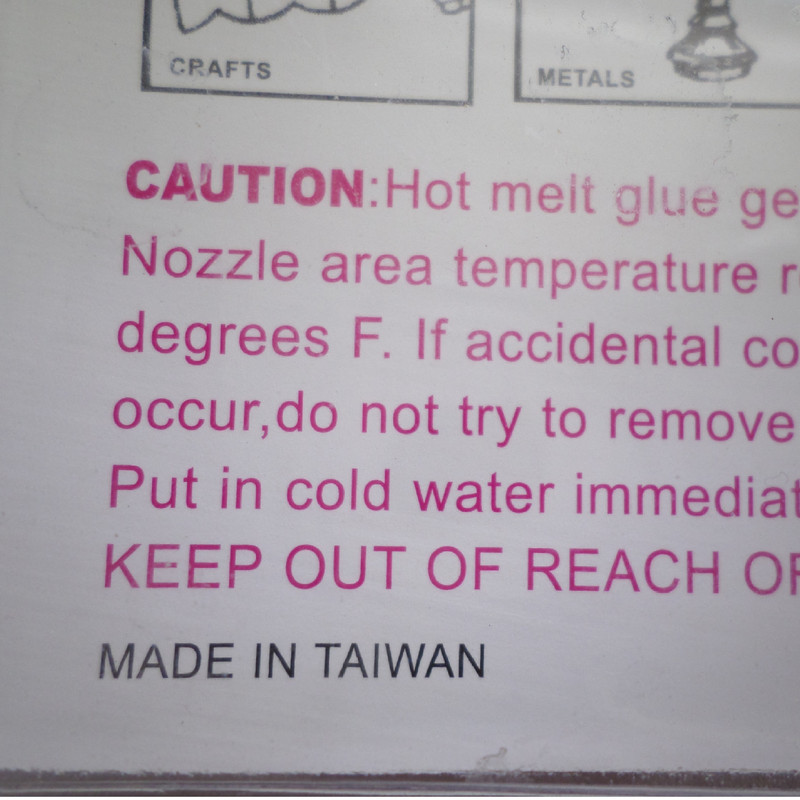 CRAFTS
METALS
CAUTION:Hot melt glue ge
Nozzle area temperature r
degrees F. If accidental co
occur,do not try to remove
Put in cold water immediat
KEEP OUT OF REACH OF
MADE IN TAIWAN